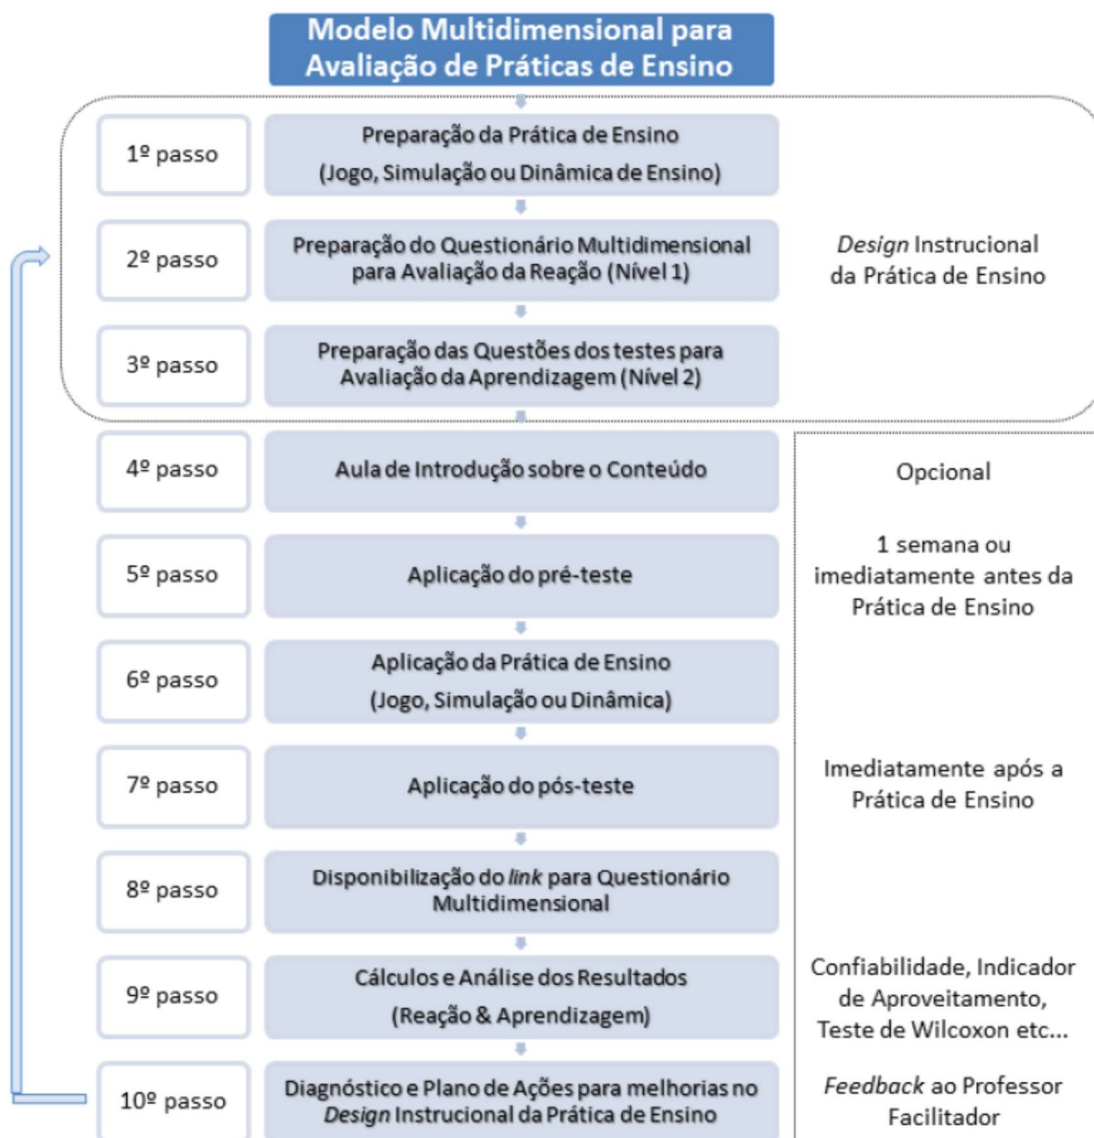 Modelo Multidimensional para
Avaliação de Práticas de Ensino
1º passo
Preparação da Prática de Ensino
(Jogo, Simulação ou Dinâmica de Ensino)
2º passo
Preparação do Questionário Multidimensional
para Avaliação da Reação (Nível 1)
Design Instrucional
da Prática de Ensino
3º passo
Preparação das Questões dos testes para
Avaliação da Aprendizagem (Nível 2)
4º passo
Aula de Introdução sobre o Conteúdo
Opcional
5º passo
Aplicação do pré-teste
1 semana ou
imediatamente antes da
Prática de Ensino
6º passo
Aplicação da Prática de Ensino
(Jogo, Simulação ou Dinâmica)
7º passo
Aplicação do pós-teste
Imediatamente após a
Prática de Ensino
8º passo
Disponibilização do link para Questionário
Multidimensional
9º passo
Cálculos e Análise dos Resultados
(Reação & Aprendizagem)
Confiabilidade, Indicador
de Aproveitamento,
Teste de Wilcoxon etc...
10º passo
Diagnóstico e Plano de Ações para melhorias no
Design Instrucional da Prática de Ensino
Feedback ao Professor
Facilitador